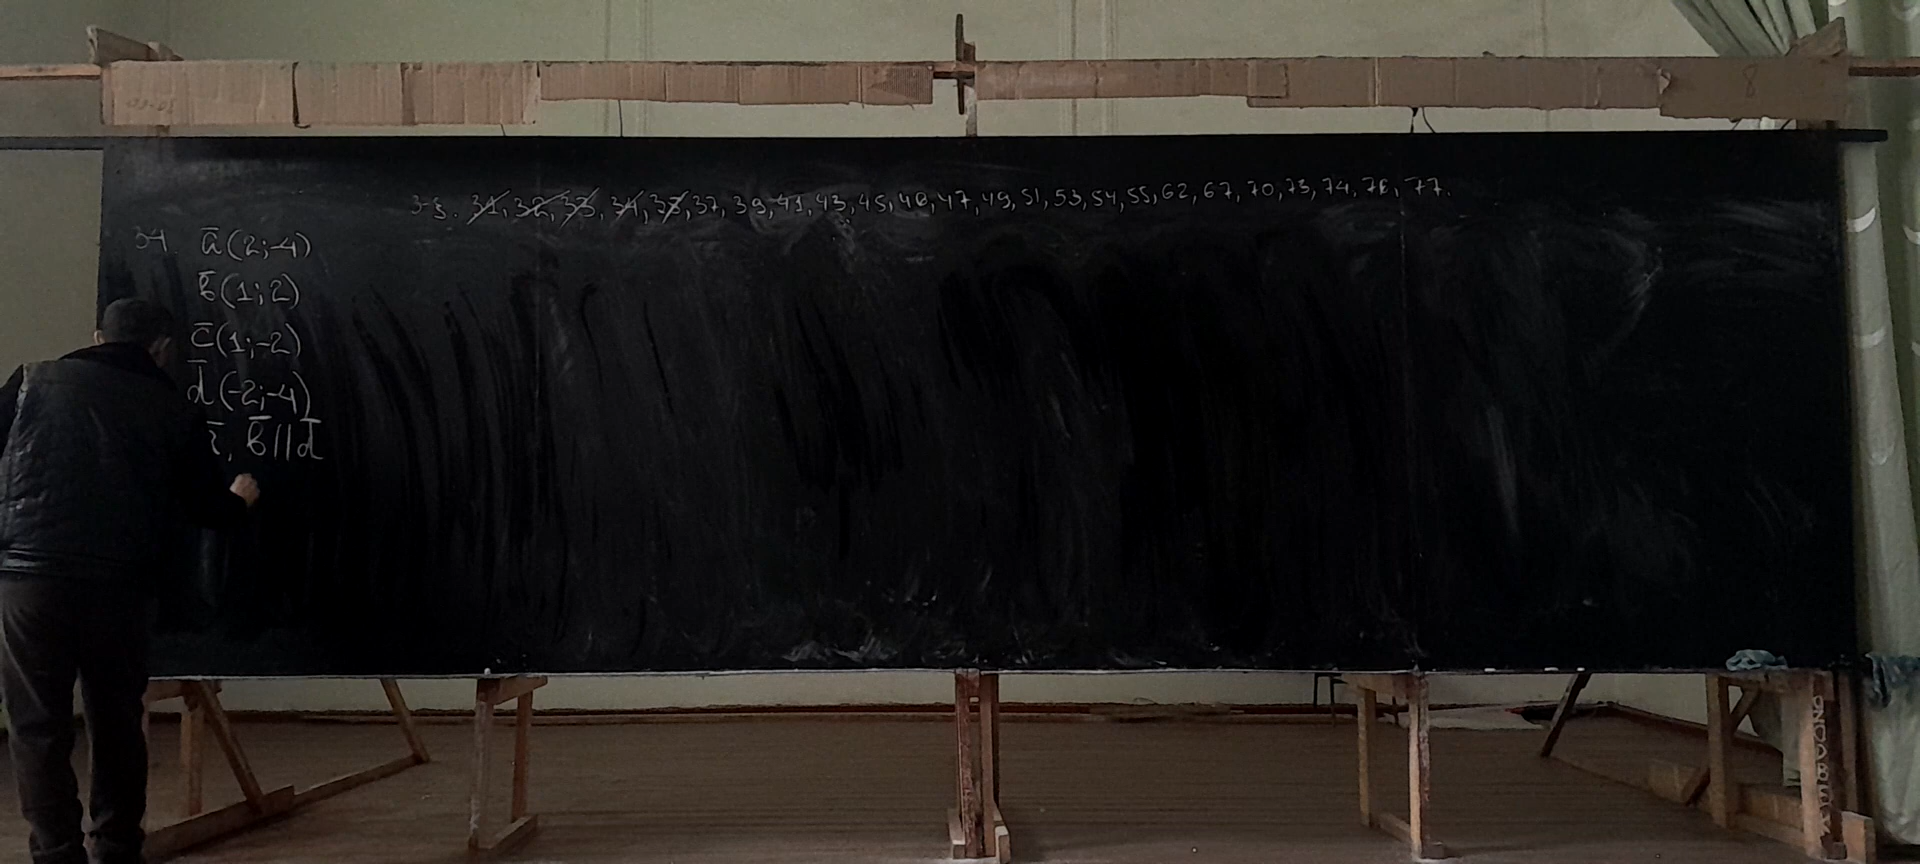 31, 32, 33, 34, 35, 37, 39, 41, 43, 45, 46, 47, 49, 51, 53, 54, 55, 62, 67, 70, 73, 74, 76, 77.
34. a̅(2;-4)
b̅(1;2)
c̅(1;-2)
d̅(-2;-4)
c̅, b̅||d̅
8